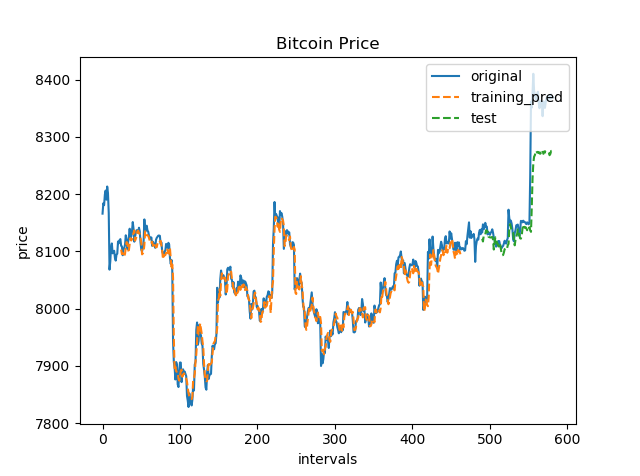 Bitcoin Price
original
training_pred
test
price
8400
8300
8200
8100
8000
7900
7800
0 100 200 300 400 500 600
intervals